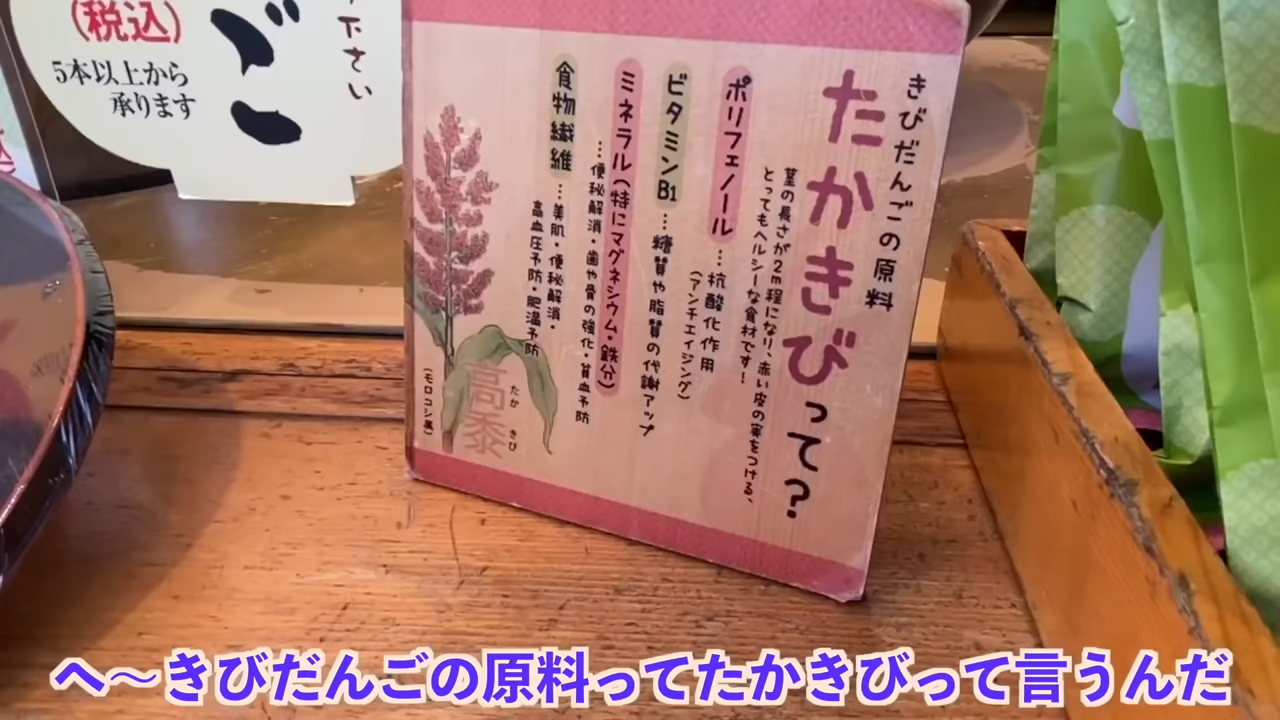 きびだんごの原料
たかきびって?
茎の長さが2m程になり、赤い皮の実をつける、
とってもヘルシーな食材です!
ポリフェノール…抗酸化作用
(アンチエイジング)
ビタミンB1…糖質や脂質の代謝アップ
ミネラル(特にマグネシウム・鉄分)
…便秘解消・歯や骨の強化・貧血予防
食物繊維…美肌・便秘解消・
高血圧予防・肥満予防
たか きび
高黍
(モロコシ属)
下さい
ご
(税込)
5本以上から
承ります
へ〜きびだんごの原料ってたかきびって言うんだ